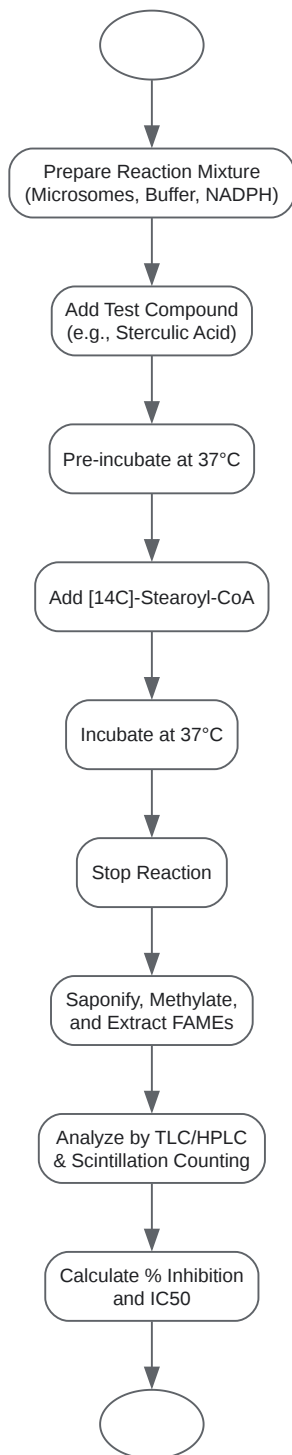 Prepare Reaction Mixture
(Microsomes, Buffer, NADPH)
Add Test Compound
(e.g., Sterculic Acid)
Pre-incubate at 37°C
Add [14C]-Stearoyl-CoA
Incubate at 37°C
Stop Reaction
Saponify, Methylate,
and Extract FAMEs
Analyze by TLC/HPLC
& Scintillation Counting
Calculate % Inhibition
and IC50